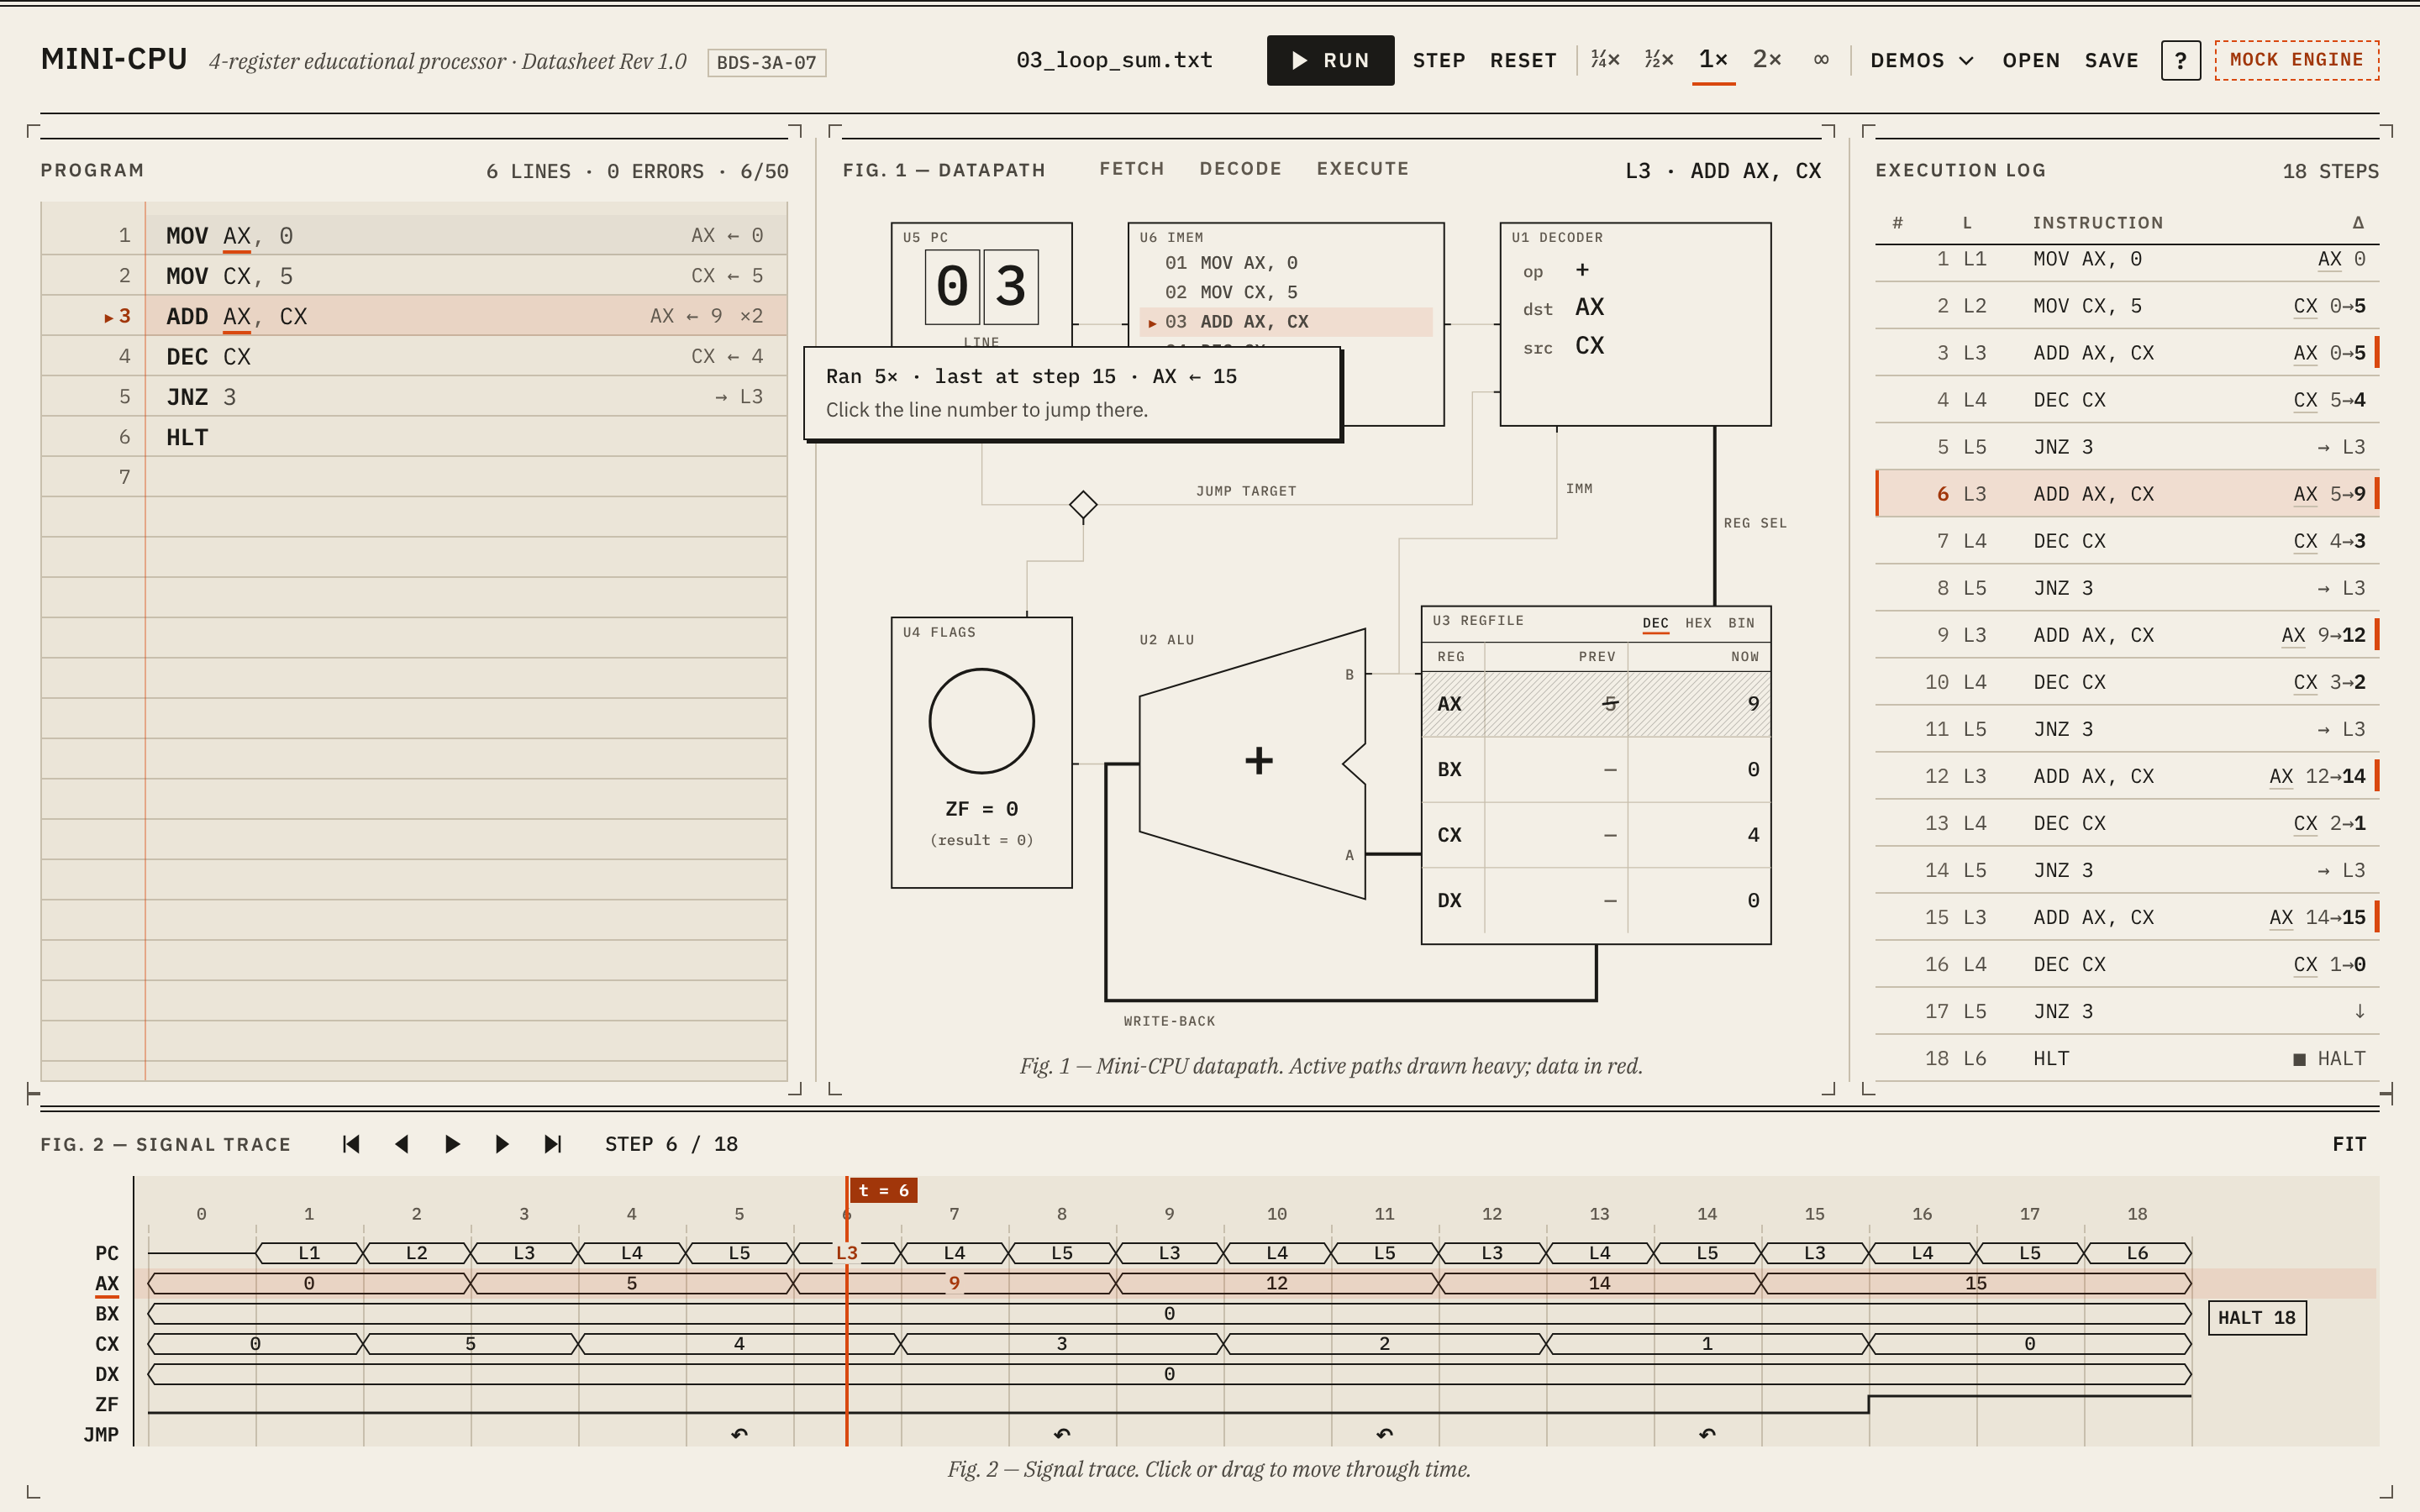 MINI-CPU 4-register educational processor · Datasheet Rev 1.0 BDS-3A-07 03_loop_sum.txt ▶ RUN STEP RESET ¼× ½× 1× 2× ∞ DEMOS OPEN SAVE ? MOCK ENGINE
PROGRAM 6 LINES · 0 ERRORS · 6/50
1 MOV AX, 0 AX ← 0
2 MOV CX, 5 CX ← 5
▸3 ADD AX, CX AX ← 9 ×2
4 DEC CX CX ← 4
5 JNZ 3 → L3
6 HLT
7
FIG. 1 — DATAPATH FETCH DECODE EXECUTE L3 · ADD AX, CX
U5 PC
03
LINE
U6 IMEM
01 MOV AX, 0
02 MOV CX, 5
▸ 03 ADD AX, CX
U1 DECODER
op +
dst AX
src CX
Ran 5× · last at step 15 · AX ← 15
Click the line number to jump there.
JUMP TARGET
IMM
REG SEL
U4 FLAGS
ZF = 0
(result = 0)
U2 ALU
B
+
A
U3 REGFILE DEC HEX BIN
REG PREV NOW
AX 5 9
BX — 0
CX — 4
DX — 0
WRITE-BACK
Fig. 1 — Mini-CPU datapath. Active paths drawn heavy; data in red.
EXECUTION LOG 18 STEPS
# L INSTRUCTION Δ
1 L1 MOV AX, 0 AX 0
2 L2 MOV CX, 5 CX 0→5
3 L3 ADD AX, CX AX 0→5
4 L4 DEC CX CX 5→4
5 L5 JNZ 3 → L3
6 L3 ADD AX, CX AX 5→9
7 L4 DEC CX CX 4→3
8 L5 JNZ 3 → L3
9 L3 ADD AX, CX AX 9→12
10 L4 DEC CX CX 3→2
11 L5 JNZ 3 → L3
12 L3 ADD AX, CX AX 12→14
13 L4 DEC CX CX 2→1
14 L5 JNZ 3 → L3
15 L3 ADD AX, CX AX 14→15
16 L4 DEC CX CX 1→0
17 L5 JNZ 3 ↓
18 L6 HLT ■ HALT
FIG. 2 — SIGNAL TRACE STEP 6 / 18 FIT
t = 6
0 1 2 3 4 5 6 7 8 9 10 11 12 13 14 15 16 17 18
PC L1 L2 L3 L4 L5 L3 L4 L5 L3 L4 L5 L3 L4 L5 L3 L4 L5 L6
AX 0 5 9 12 14 15
BX 0 HALT 18
CX 0 5 4 3 2 1 0
DX 0
ZF
JMP ↶ ↶ ↶ ↶
Fig. 2 — Signal trace. Click or drag to move through time.